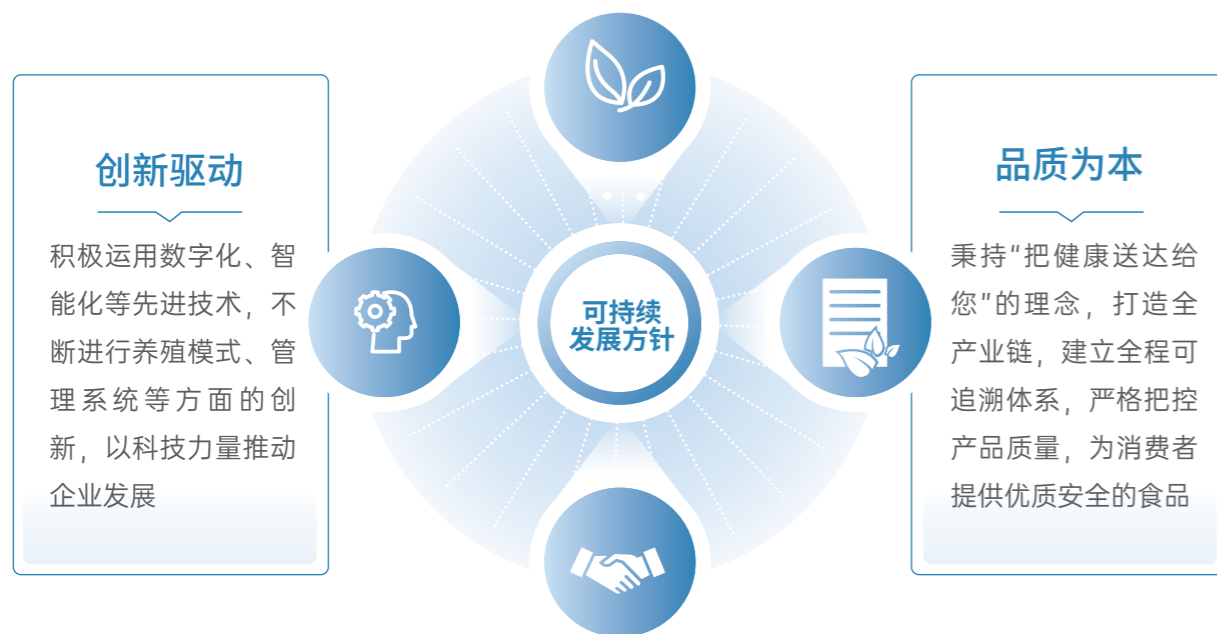 创新驱动
积极运用数字化、智
能化等先进技术，不
断进行养殖模式、管
理系统等方面的创
新，以科技力量推动
企业发展
可持续
发展方针
品质为本
秉持“把健康送达给
您”的理念，打造全
产业链，建立全程可
追溯体系，严格把控
产品质量，为消费者
提供优质安全的食品